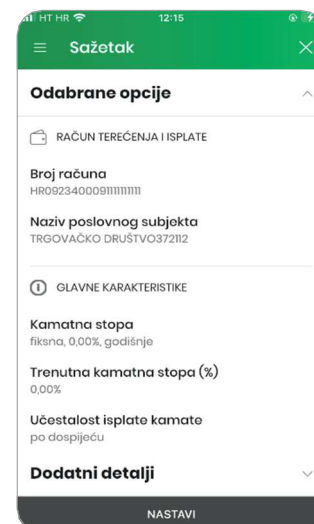 HT HR 12:15
Sažetak
Odabrane opcije
RAČUN TEREĆENJA I ISPLATE
Broj računa
HR0923400091111111111
Naziv poslovnog subjekta
TRGOVAČKO DRUŠTVO372112
GLAVNE KARAKTERISTIKE
Kamatna stopa
fiksna, 0,00%, godišnje
Trenutna kamatna stopa (%)
0,00%
Učestalost isplate kamate
po dospijeću
Dodatni detalji
NASTAVI